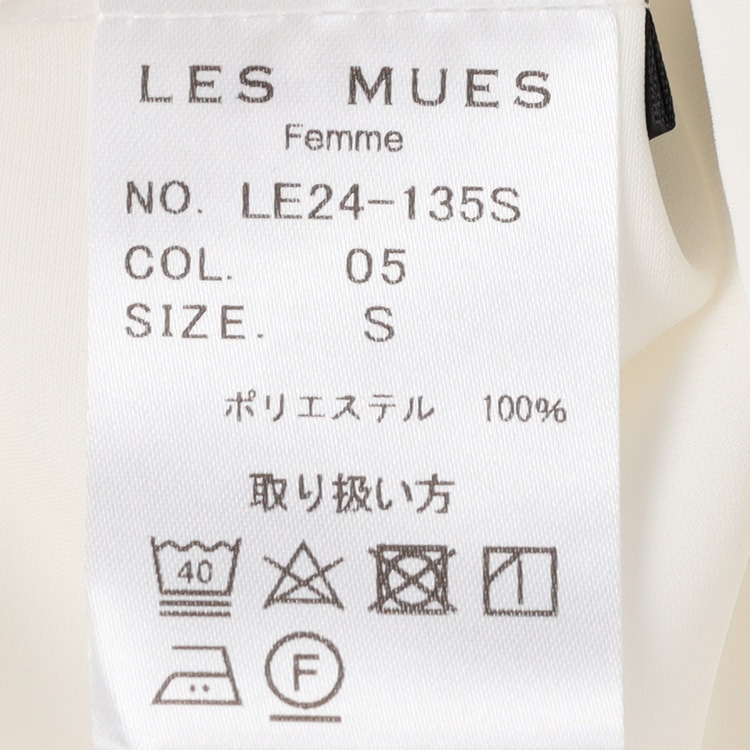 LES MUES
Femme
NO. LE24-135S
COL. 05
SIZE. S
ポリエステル 100%
取り扱い方
40
F